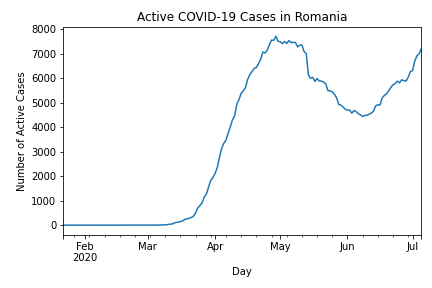 Active COVID-19 Cases in Romania
Number of Active Cases
8000
7000
6000
5000
4000
3000
2000
1000
0
Feb
2020
Mar
Apr
May
Jun
Jul
Day